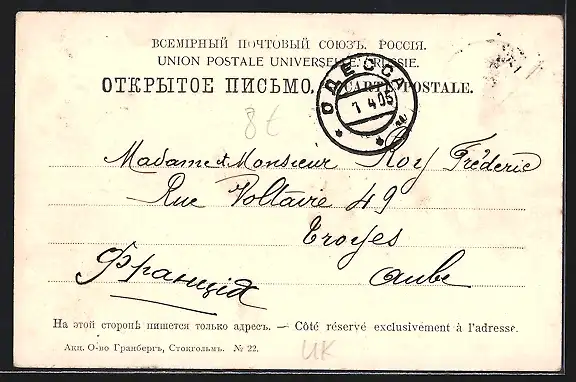 ВСЕМІРНЫЙ ПОЧТОВЫЙ СОЮЗЪ. РОССІЯ.
UNION POSTALE UNIVERSELLE. RUSSIE.
ОТКРЫТОЕ ПИСЬМО. CARTE POSTALE.
ОДЕССА
1 4 05
8t
Madame & Monsieur Roy Fréderic
Rue Voltaire 49
Troyes
Франція
Aube
На этой сторонѣ пишется только адресъ. — Côté réservé exclusivement à l'adresse.
Акц. О-во Гранбергъ, Стокгольмъ. № 22.
UK